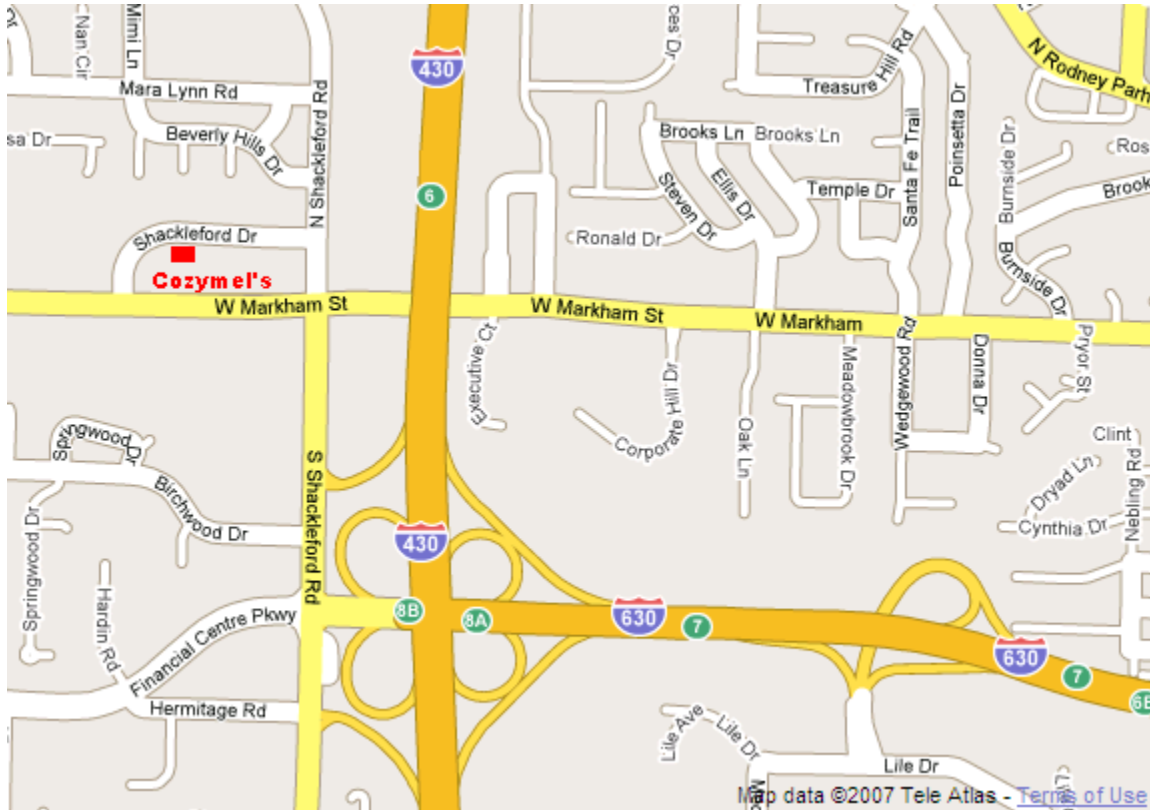 Nan Cir
Mimi Ln
430
ces Dr
Treasure Hill Rd
N Rodney Parh
Mara Lynn Rd
N Shackleford Rd
Beverly Hills Dr
sa Dr
Brooks Ln
Brooks Ln
Santa Fe Trail
Poinsetta Dr
Burnside Dr
Ros
6
Steven Dr
Ellis Dr
Temple Dr
Brook
Shackleford Dr
Ronald Dr
Burnside Dr
Cozymel's
W Markham St
W Markham St
W Markham
Executive Ct
Corporate Hill Dr
Oak Ln
Meadowbrook Dr
Wedgewood Rd
Donna Dr
Pryor St
Springwood Dr
S Shackleford Rd
Clint
Dryad Ln
Nebling Rd
Birchwood Dr
Cynthia Dr
Springwood Dr
430
Hardin Rd
Financial Centre Pkwy
8B
8A
630
7
630
7
6B
Hermitage Rd
Lile Ave
Lile Dr
Lile Dr
Map data ©2007 Tele Atlas - Terms of Use